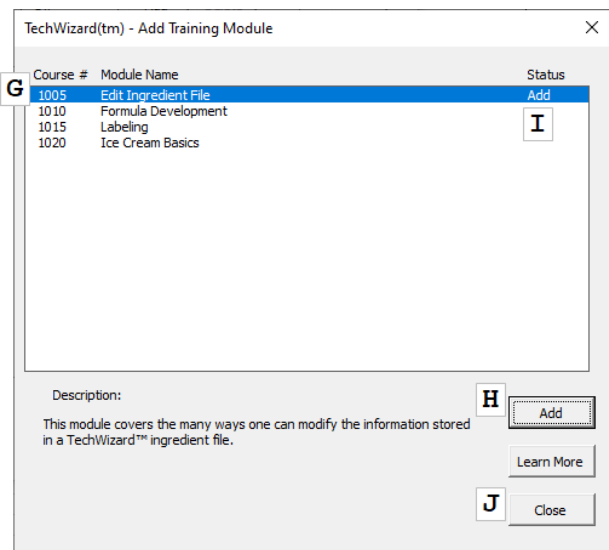 TechWizard(tm) - Add Training Module
Course # Module Name Status
G
1005 Edit Ingredient File Add
1010 Formula Development
I
1015 Labeling
1020 Ice Cream Basics
Description:
H
Add
This module covers the many ways one can modify the information stored
in a TechWizard™ ingredient file.
Learn More
J
Close